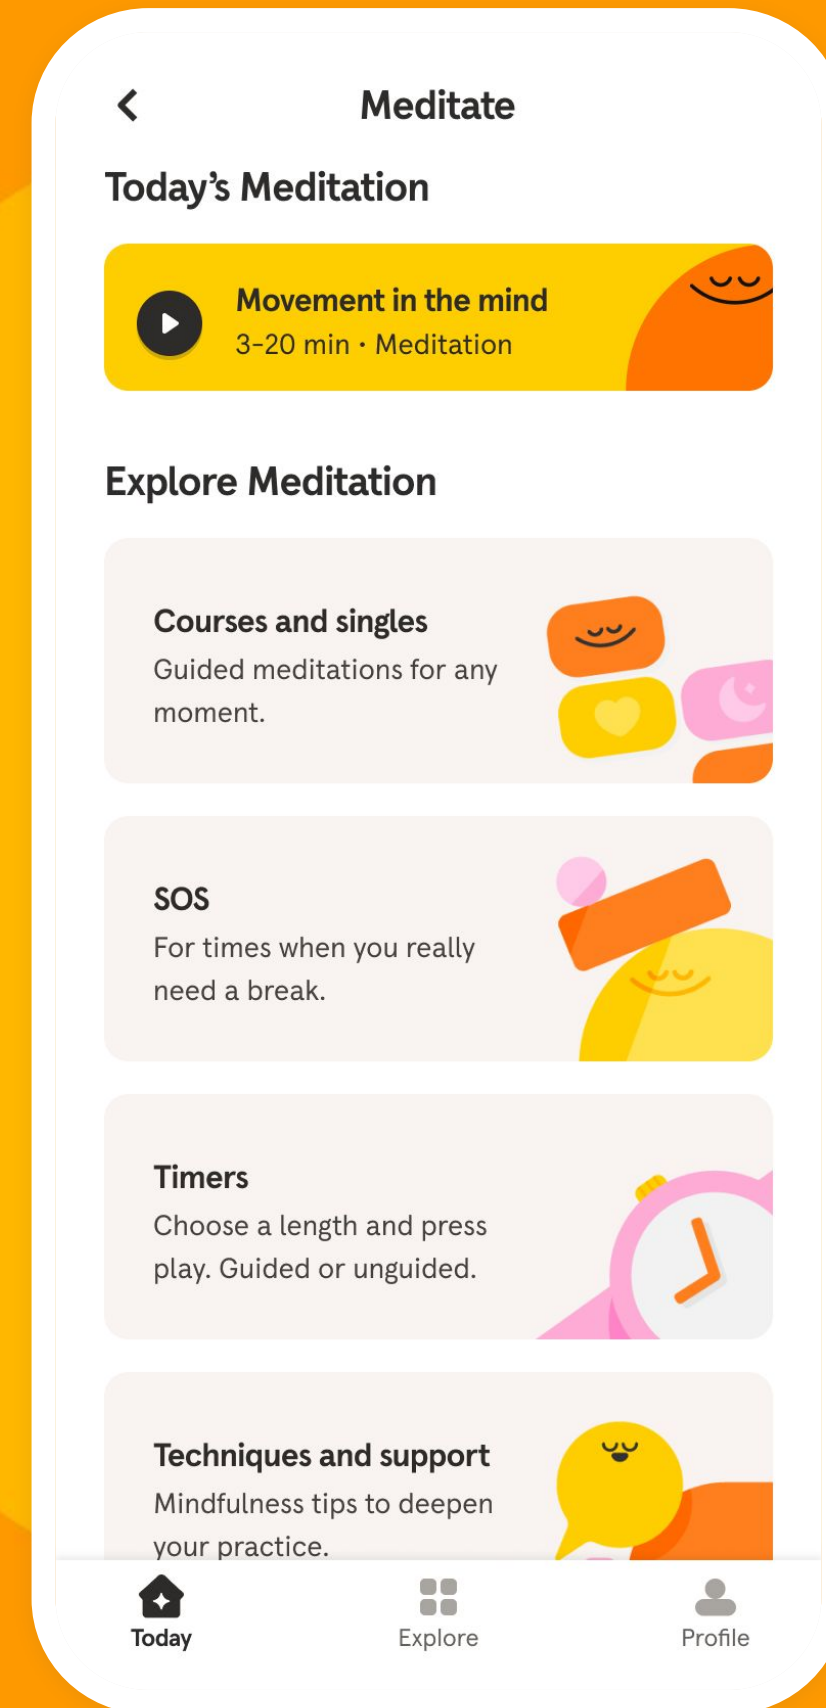 Meditate
Today’s Meditation
Movement in the mind
3–20 min • Meditation
Explore Meditation
Courses and singles
Guided meditations for any
moment.
SOS
For times when you really
need a break.
Timers
Choose a length and press
play. Guided or unguided.
Techniques and support
Mindfulness tips to deepen
your practice.
Today
Explore
Profile